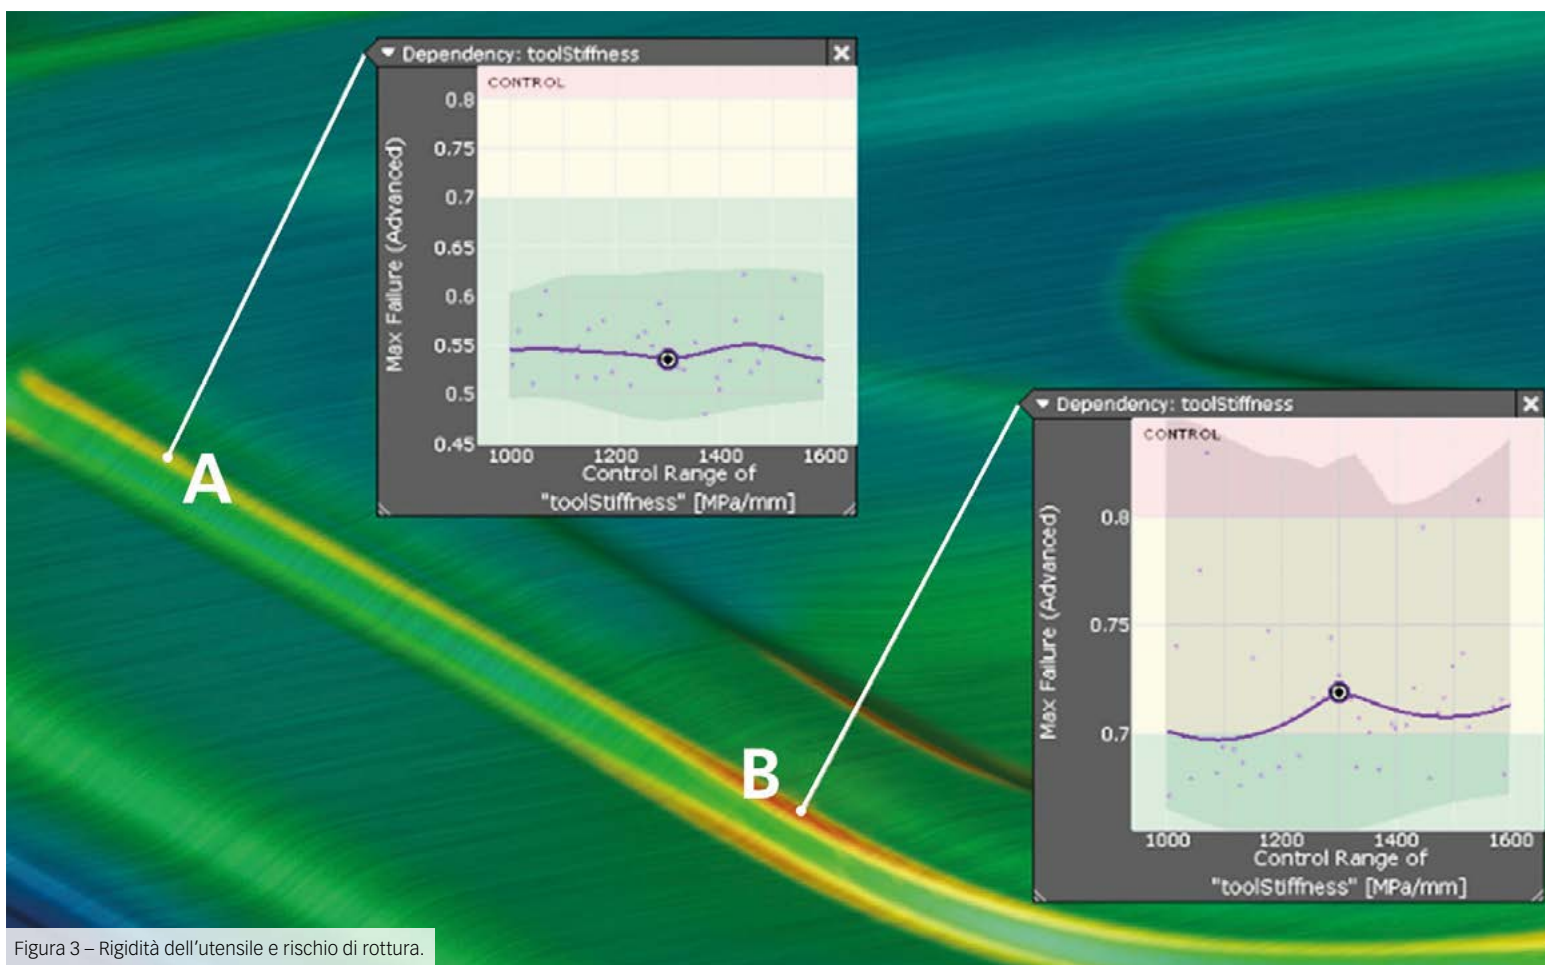 Dependency: toolStiffness
CONTROL
0.8
0.75
0.7
0.65
0.6
0.55
0.5
0.45
Max Failure (Advanced)
1000 1200 1400 1600
Control Range of
"toolStiffness" [MPa/mm]
A
Dependency: toolStiffness
CONTROL
0.8
0.75
0.7
Max Failure (Advanced)
1000 1200 1400 1600
Control Range of
"toolStiffness" [MPa/mm]
B
Figura 3 – Rigidità dell'utensile e rischio di rottura.